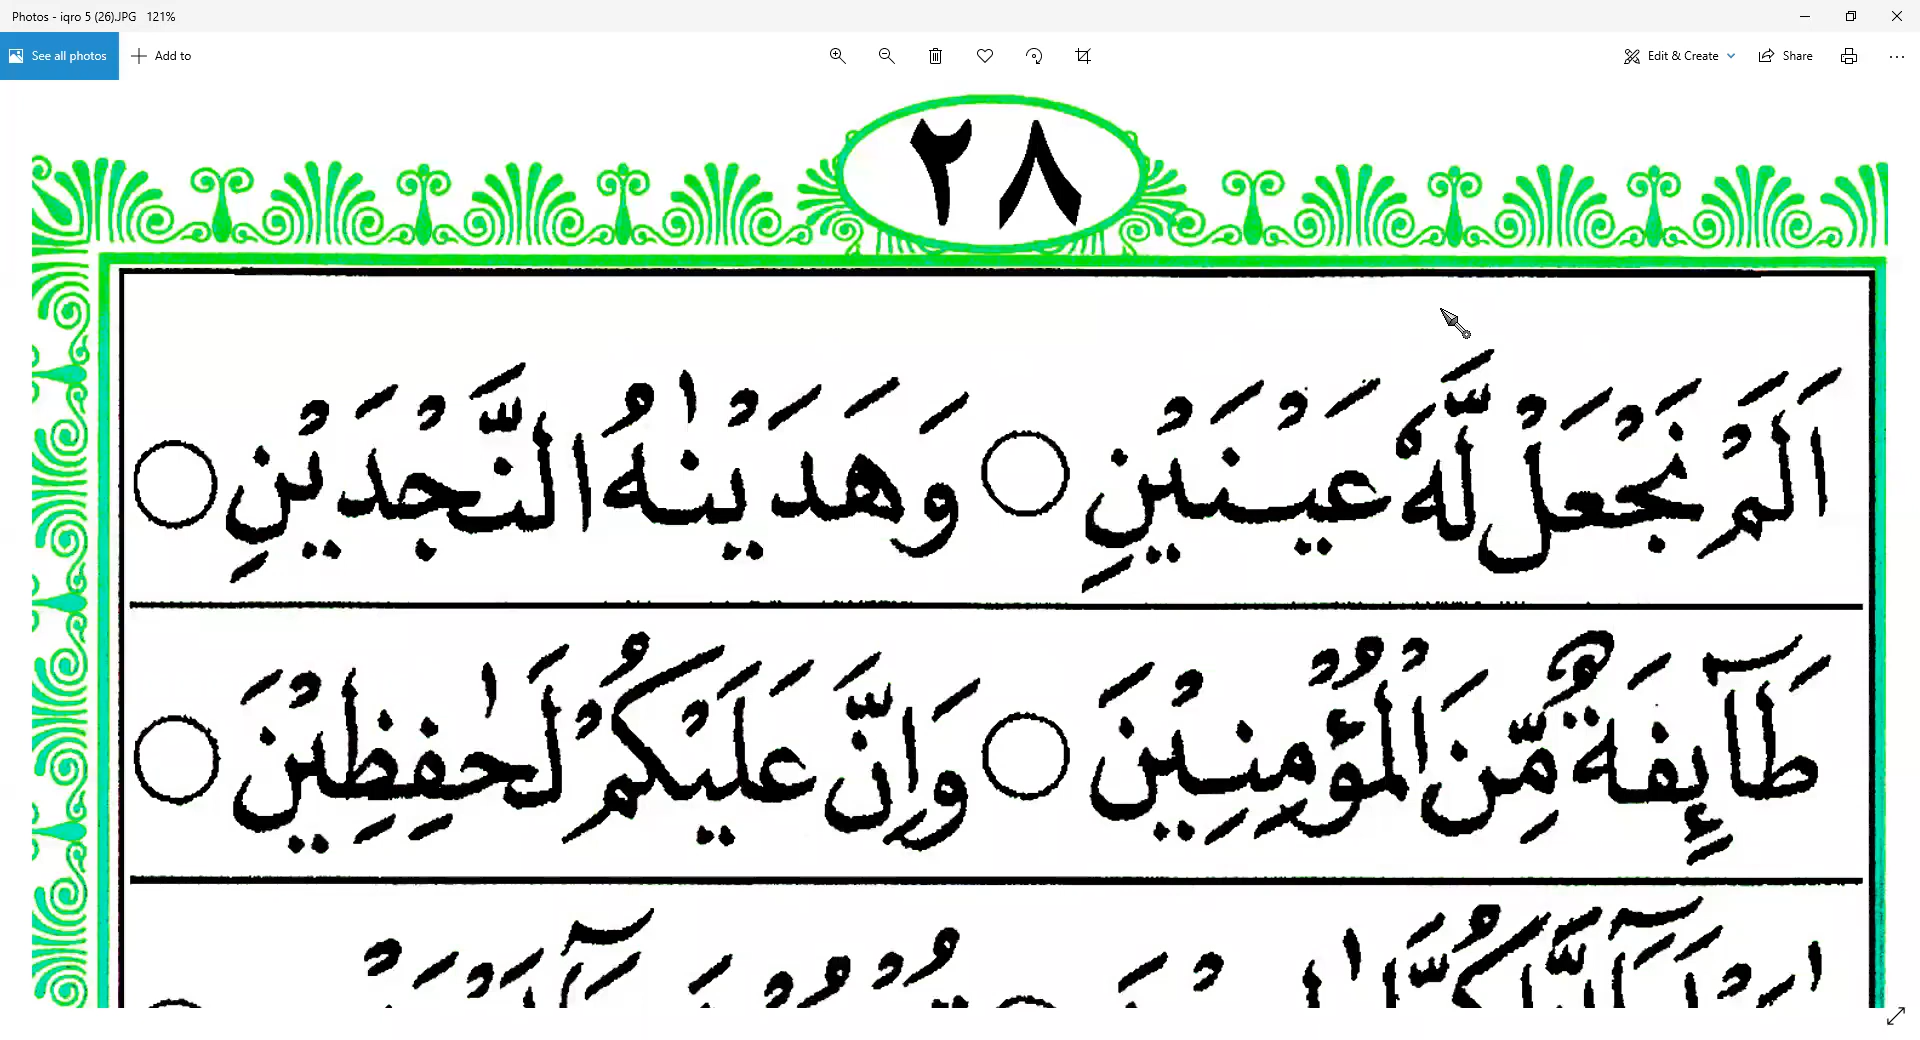 Photos - iqro 5 (26).JPG 121%
See all photos
Add to
Edit & Create
Share
٢٨
اَلَمْ نَجْعَلْ لَّهٗ عَيْنَيْنِ ○ وَهَدَيْنٰهُ النَّجْدَيْنِ ○
طَآئِفَةٌ مِّنَ الْمُؤْمِنِيْنَ ○ وَاِنَّ عَلَيْكُمْ لَحٰفِظِيْنَ ○